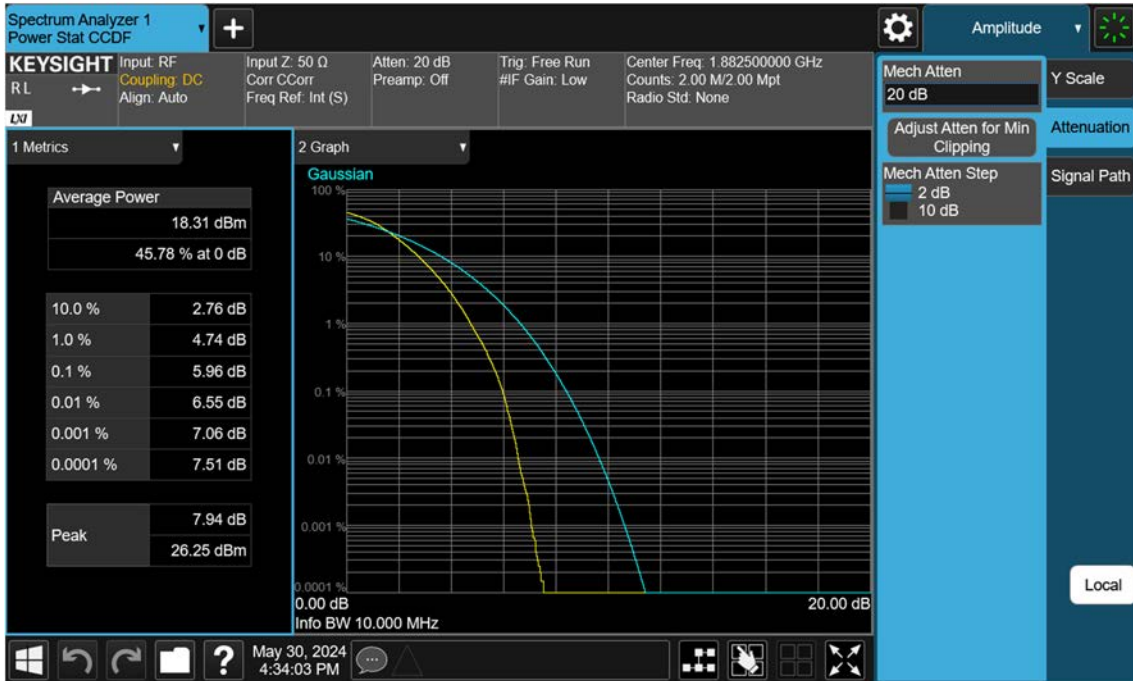 Spectrum Analyzer 1
Power Stat CCDF
Amplitude
KEYSIGHT
R L
LXI
Input: RF
Coupling: DC
Align: Auto
Input Z: 50 Ω
Corr CCorr
Freq Ref: Int (S)
Atten: 20 dB
Preamp: Off
Trig: Free Run
#IF Gain: Low
Center Freq: 1.882500000 GHz
Counts: 2.00 M/2.00 Mpt
Radio Std: None
Mech Atten
20 dB
Adjust Atten for Min
Clipping
Mech Atten Step
2 dB
10 dB
Y Scale
Attenuation
Signal Path
Local
1 Metrics
Average Power
18.31 dBm
45.78 % at 0 dB
10.0 % 2.76 dB
1.0 % 4.74 dB
0.1 % 5.96 dB
0.01 % 6.55 dB
0.001 % 7.06 dB
0.0001 % 7.51 dB
Peak
7.94 dB
26.25 dBm
2 Graph
Gaussian
100 %
10 %
1 %
0.1 %
0.01 %
0.001 %
0.0001 %
0.00 dB 20.00 dB
Info BW 10.000 MHz
?
May 30, 2024
4:34:03 PM